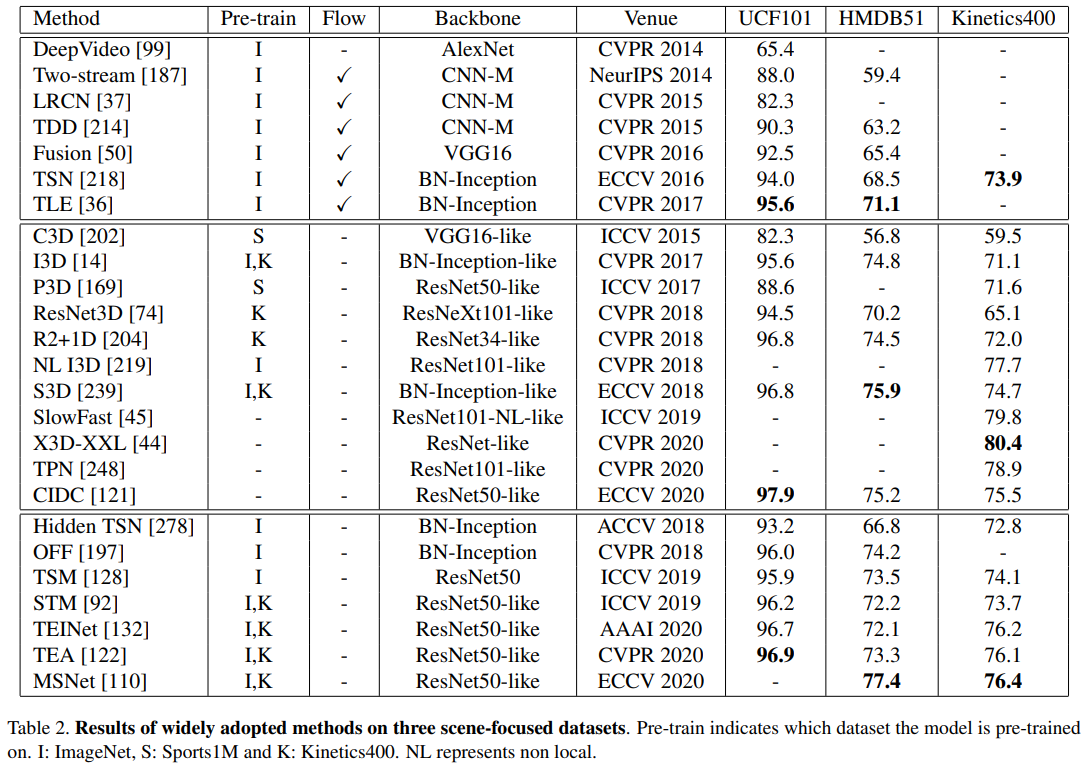 Method Pre-train Flow Backbone Venue UCF101 HMDB51 Kinetics400
DeepVideo [99] I - AlexNet CVPR 2014 65.4 - -
Two-stream [187] I ✓ CNN-M NeurIPS 2014 88.0 59.4 -
LRCN [37] I ✓ CNN-M CVPR 2015 82.3 - -
TDD [214] I ✓ CNN-M CVPR 2015 90.3 63.2 -
Fusion [50] I ✓ VGG16 CVPR 2016 92.5 65.4 -
TSN [218] I ✓ BN-Inception ECCV 2016 94.0 68.5 73.9
TLE [36] I ✓ BN-Inception CVPR 2017 95.6 71.1 -
C3D [202] S - VGG16-like ICCV 2015 82.3 56.8 59.5
I3D [14] I,K - BN-Inception-like CVPR 2017 95.6 74.8 71.1
P3D [169] S - ResNet50-like ICCV 2017 88.6 - 71.6
ResNet3D [74] K - ResNeXt101-like CVPR 2018 94.5 70.2 65.1
R2+1D [204] K - ResNet34-like CVPR 2018 96.8 74.5 72.0
NL I3D [219] I - ResNet101-like CVPR 2018 - - 77.7
S3D [239] I,K - BN-Inception-like ECCV 2018 96.8 75.9 74.7
SlowFast [45] - - ResNet101-NL-like ICCV 2019 - - 79.8
X3D-XXL [44] - - ResNet-like CVPR 2020 - - 80.4
TPN [248] - - ResNet101-like CVPR 2020 - - 78.9
CIDC [121] - - ResNet50-like ECCV 2020 97.9 75.2 75.5
Hidden TSN [278] I - BN-Inception ACCV 2018 93.2 66.8 72.8
OFF [197] I - BN-Inception CVPR 2018 96.0 74.2 -
TSM [128] I - ResNet50 ICCV 2019 95.9 73.5 74.1
STM [92] I,K - ResNet50-like ICCV 2019 96.2 72.2 73.7
TEINet [132] I,K - ResNet50-like AAAI 2020 96.7 72.1 76.2
TEA [122] I,K - ResNet50-like CVPR 2020 96.9 73.3 76.1
MSNet [110] I,K - ResNet50-like ECCV 2020 - 77.4 76.4
Table 2. Results of widely adopted methods on three scene-focused datasets. Pre-train indicates which dataset the model is pre-trained
on. I: ImageNet, S: Sports1M and K: Kinetics400. NL represents non local.